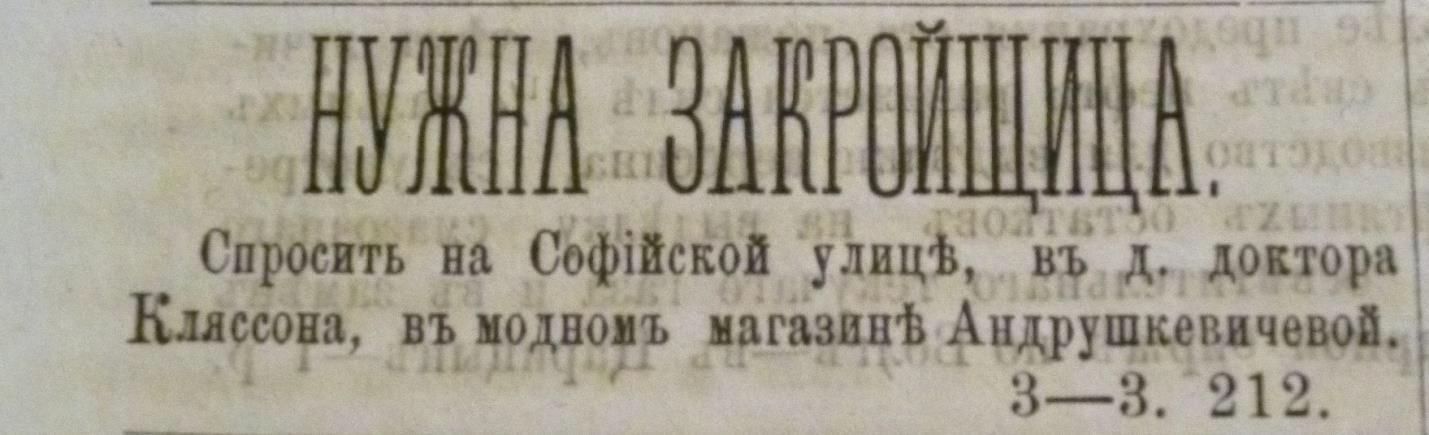 НУЖНА ЗАКРОЙЩИЦА.
Спросить на Софійской улицѣ, въ д. доктора
Кляссона, въ модномъ магазинѣ Андрушкевичевой.
3—3. 212.